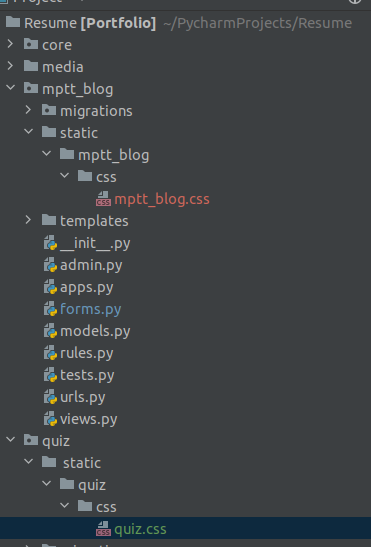 Resume [Portfolio] ~/PycharmProjects/Resume
core
media
mptt_blog
migrations
static
mptt_blog
css
mptt_blog.css
templates
__init__.py
admin.py
apps.py
forms.py
models.py
rules.py
tests.py
urls.py
views.py
quiz
static
quiz
css
quiz.css